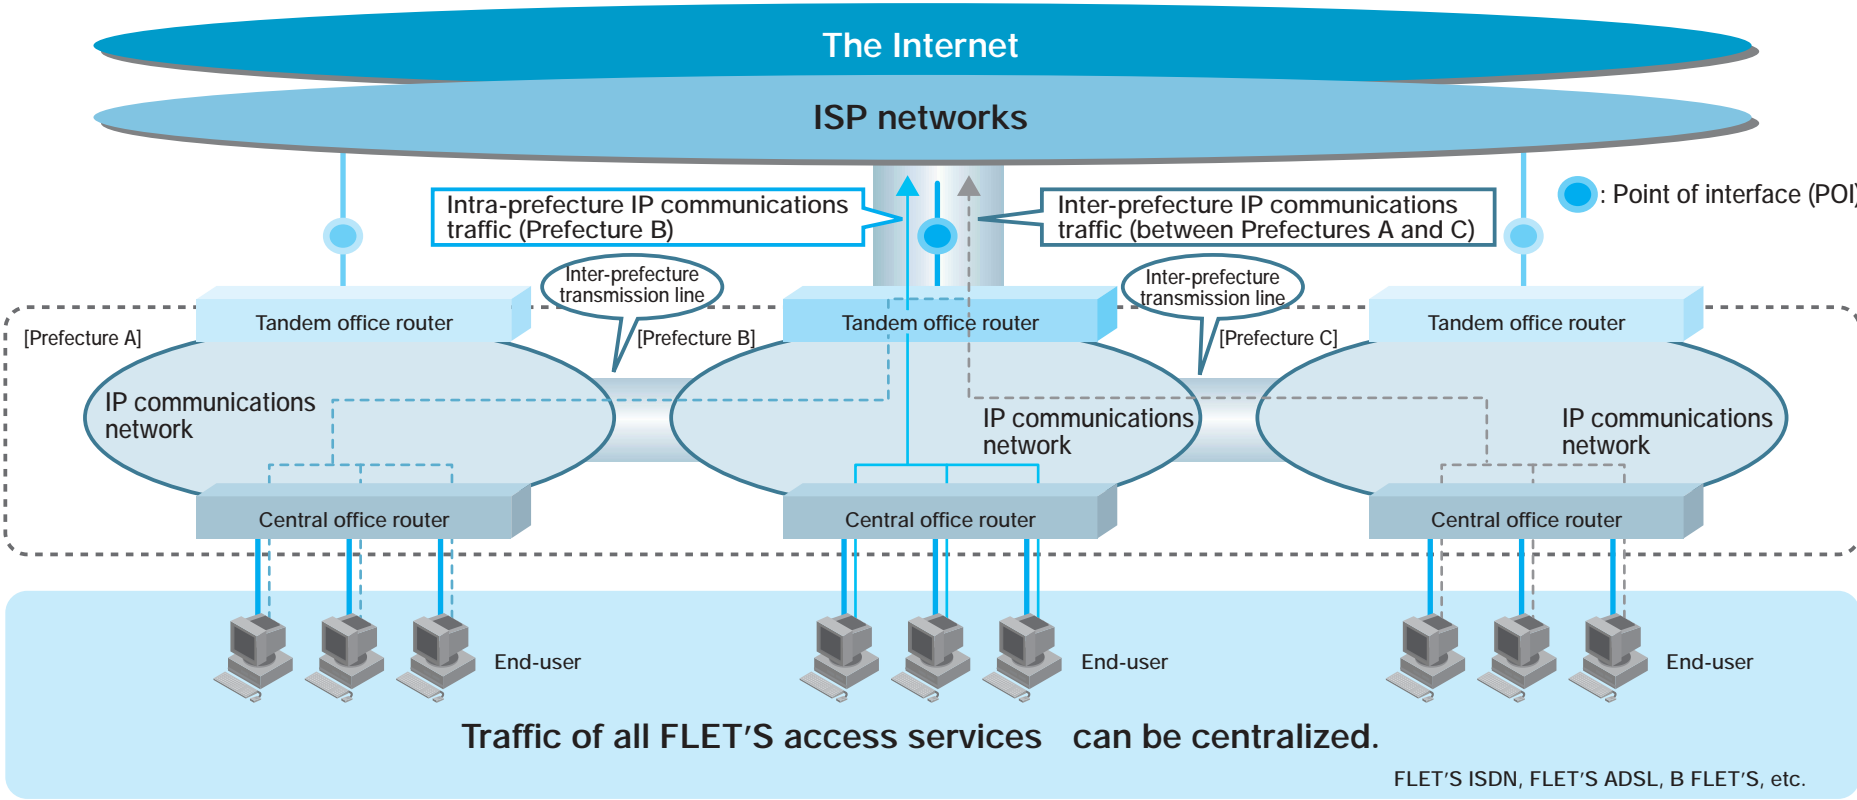 The Internet
ISP networks
Intra-prefecture IP communications
traffic (Prefecture B)
Inter-prefecture IP communications
traffic (between Prefectures A and C)
: Point of interface (POI)
Inter-prefecture
transmission line
Inter-prefecture
transmission line
Tandem office router
Tandem office router
Tandem office router
[Prefecture A]
[Prefecture B]
[Prefecture C]
IP communications
network
IP communications
network
IP communications
network
Central office router
Central office router
Central office router
End-user
End-user
End-user
Traffic of all FLET'S access services can be centralized.
FLET'S ISDN, FLET'S ADSL, B FLET'S, etc.